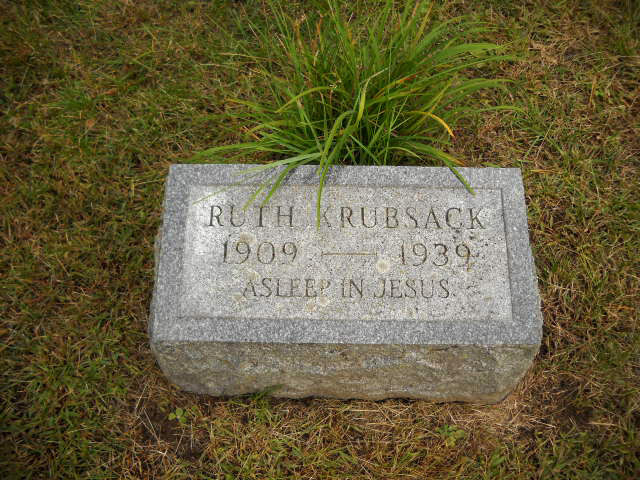 RUTH KRUBSACK
1909 — 1939
ASLEEP IN JESUS